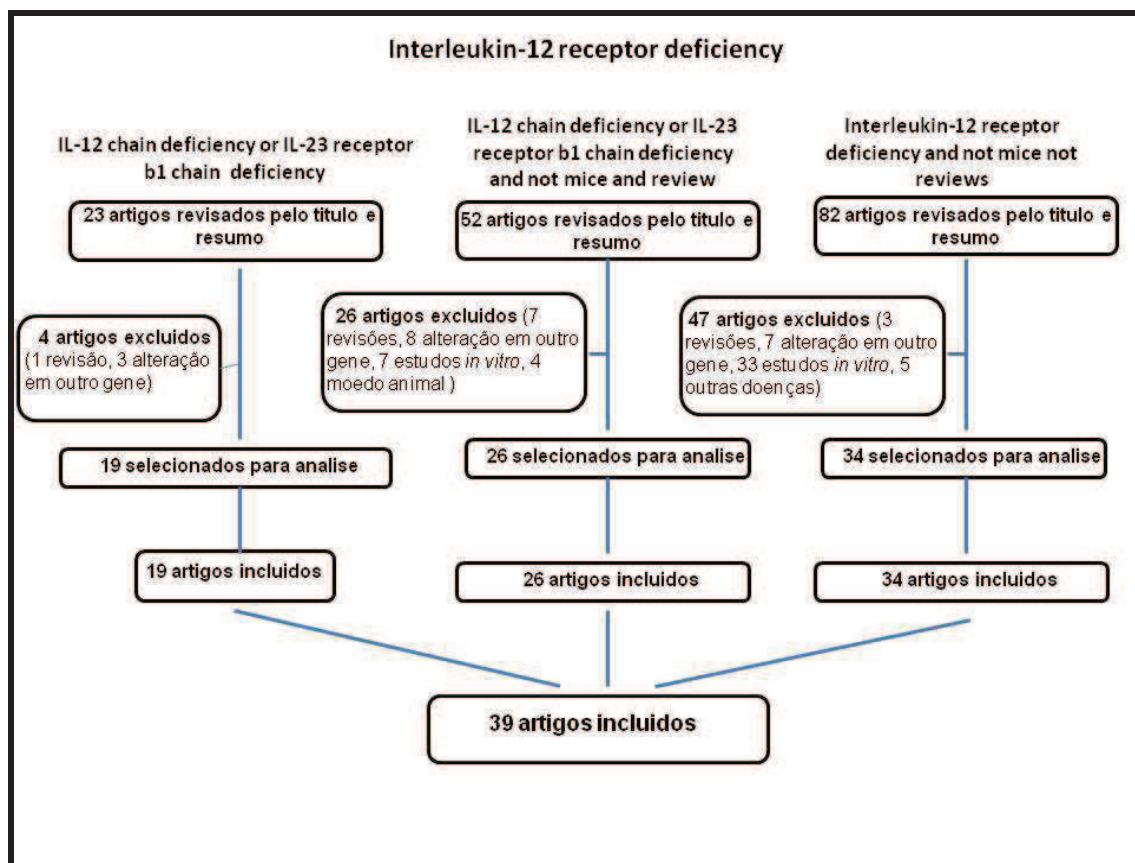 Interleukin-12 receptor deficiency
IL-12 chain deficiency or IL-23 receptor
b1 chain deficiency
23 artigos revisados pelo titulo e
resumo
4 artigos excluidos
(1 revisão, 3 alteração
em outro gene)
19 selecionados para analise
19 artigos incluidos
IL-12 chain deficiency or IL-23
receptor b1 chain deficiency
and not mice and review
52 artigos revisados pelo titulo e
resumo
26 artigos excluidos (7
revisões, 8 alteração em outro
gene, 7 estudos in vitro, 4
moedo animal )
26 selecionados para analise
26 artigos incluidos
Interleukin-12 receptor
deficiency and not mice not
reviews
82 artigos revisados pelo titulo e
resumo
47 artigos excluidos (3
revisões, 7 alteração em outro
gene, 33 estudos in vitro, 5
outras doenças)
34 selecionados para analise
34 artigos incluidos
39 artigos incluidos